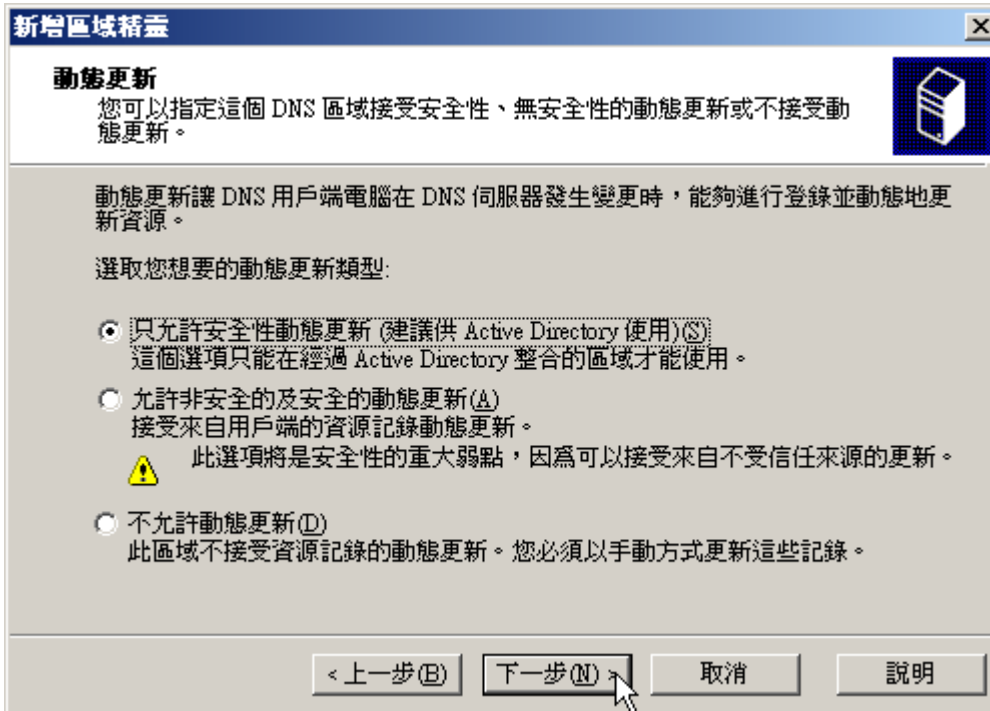 新增區域精靈
動態更新
您可以指定這個 DNS 區域接受安全性、無安全性的動態更新或不接受動
態更新。
動態更新讓 DNS 用戶端電腦在 DNS 伺服器發生變更時，能夠進行登錄並動態地更
新資源。
選取您想要的動態更新類型:
只允許安全性動態更新 (建議供 Active Directory 使用)(S)
這個選項只能在經過 Active Directory 整合的區域才能使用。
允許非安全的及安全的動態更新(A)
接受來自用戶端的資源記錄動態更新。
此選項將是安全性的重大弱點，因為可以接受來自不受信任來源的更新。
不允許動態更新(D)
此區域不接受資源記錄的動態更新。您必須以手動方式更新這些記錄。
< 上一步(B) 下一步(N) > 取消 說明